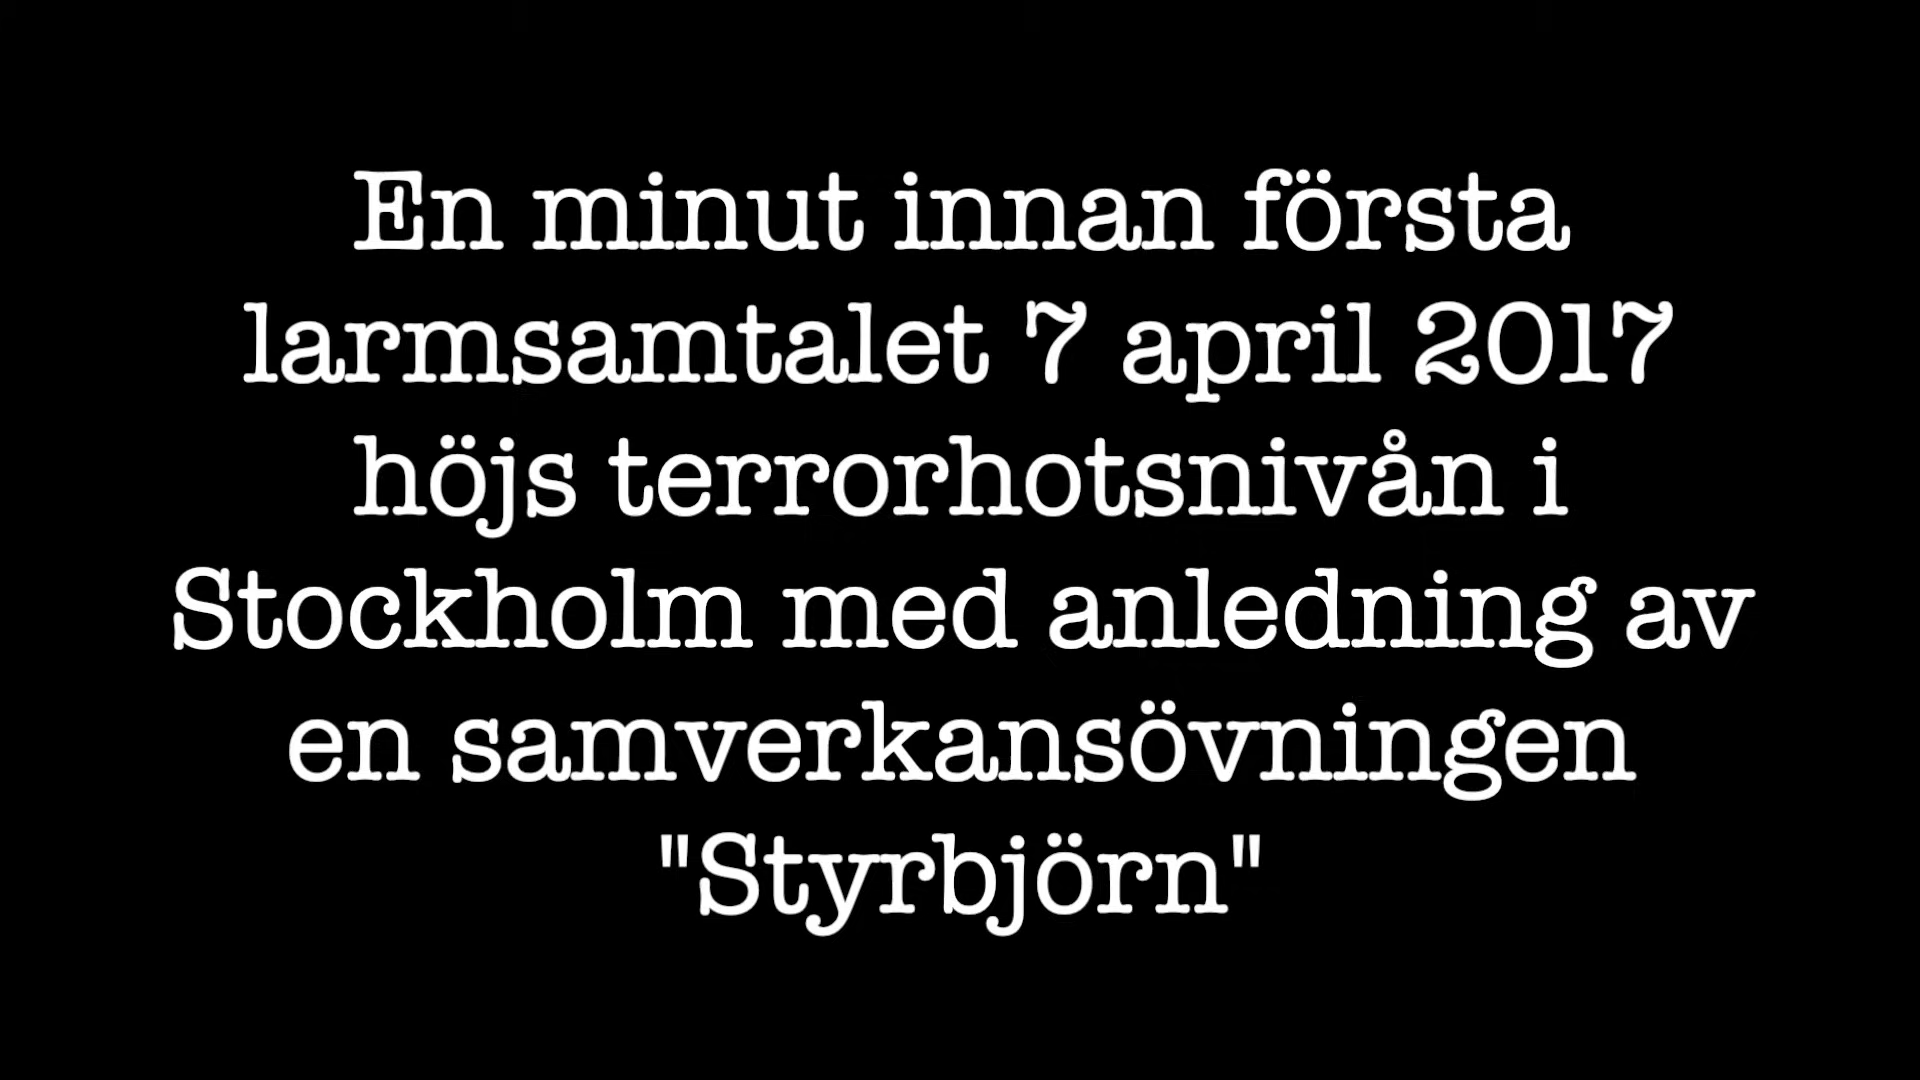 En minut innan första
larmsamtalet 7 april 2017
höjs terrorhotsnivån i
Stockholm med anledning av
en samverkansövningen
"Styrbjörn"